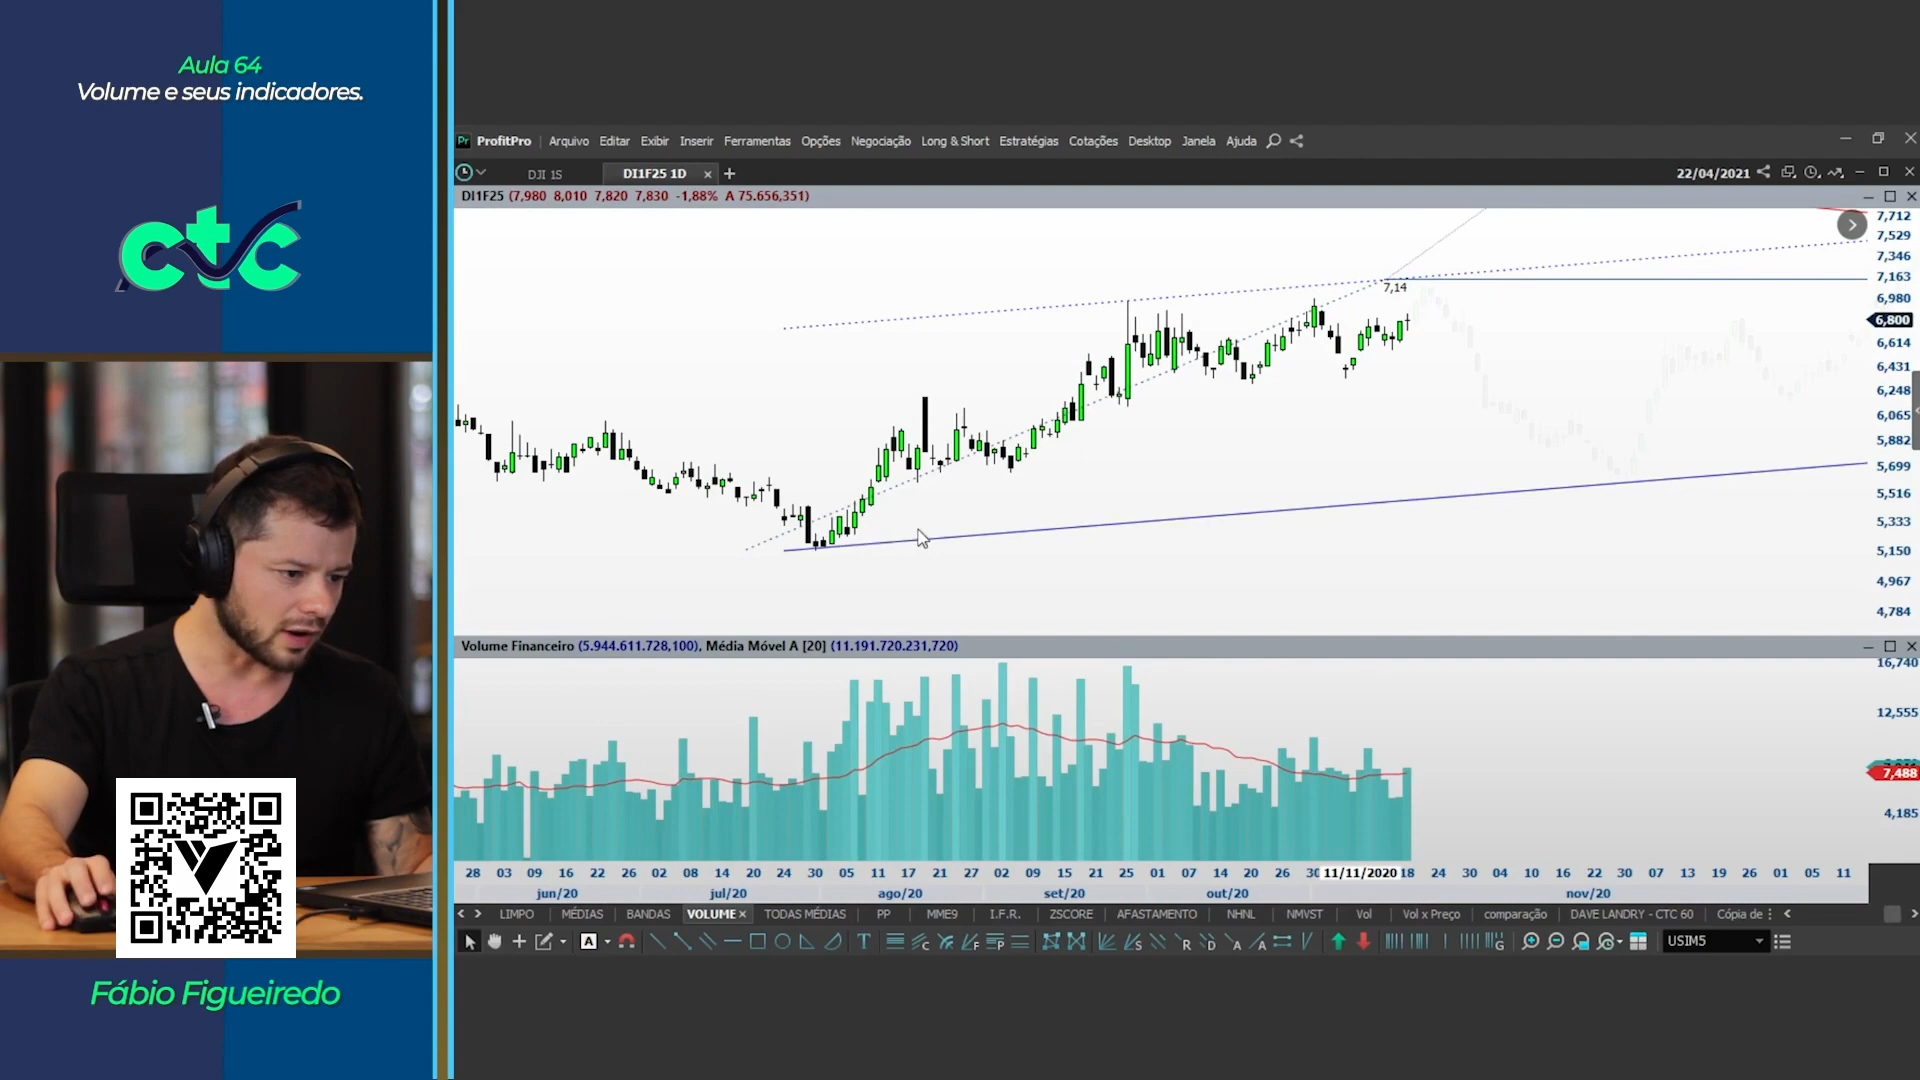 Aula 64
Volume e seus indicadores.
ctc
Fábio Figueiredo
Pr ProfitPro Arquivo Editar Exibir Inserir Ferramentas Opções Negociação Long & Short Estratégias Cotações Desktop Janela Ajuda
DJI 1S DI1F25 1D × + 22/04/2021
DI1F25 (7,980 8,010 7,820 7,830 -1,88% A 75.656,351)
7,712
7,529
7,346
7,163
7,14
6,980
6,800
6,614
6,431
6,248
6,065
5,882
5,699
5,516
5,333
5,150
4,967
4,784
Volume Financeiro (5.944.611.728,100), Média Móvel A [20] (11.191.720.231,720)
16,740
12,555
7,488
4,185
28 03 09 16 22 26 02 08 14 18 24 30 05 11 17 21 27 02 09 15 21 25 01 07 14 20 26 30 11/11/2020 18 24 30 04 10 16 22 30 07 13 19 26 01 05 11
jun/20 jul/20 ago/20 set/20 out/20 nov/20
LIMPO MÉDIAS BANDAS VOLUME × TODAS MÉDIAS PP MME9 I.F.R. ZSCORE AFASTAMENTO NHNL NMVST Vol Vol x Preço comparação DAVE LANDRY - CTC 60 Cópia de
USIM5